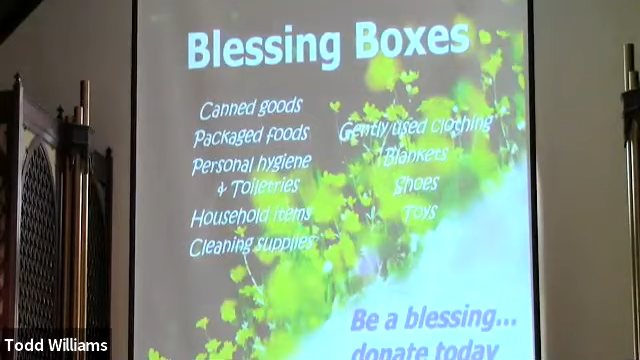 Blessing Boxes
Canned goods
Packaged foods
Personal hygiene
& Toiletries
Household items
Cleaning supplies
Gently used clothing
Blankets
Shoes
Toys
Be a blessing...
donate today
Todd Williams